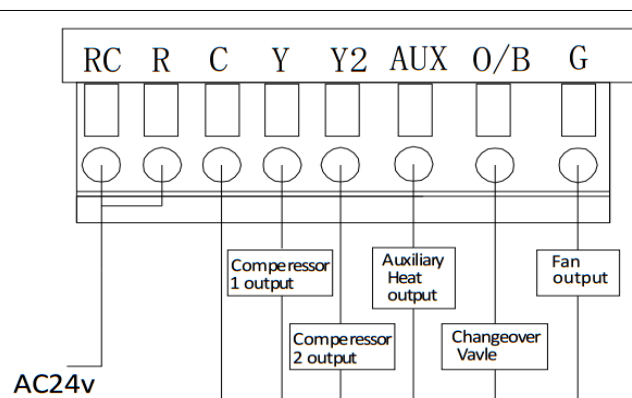 RC R C Y Y2 AUX O/B G
Comperessor
1 output
Auxiliary
Heat
output
Fan
output
Comperessor
2 output
Changeover
Vavle
AC24v